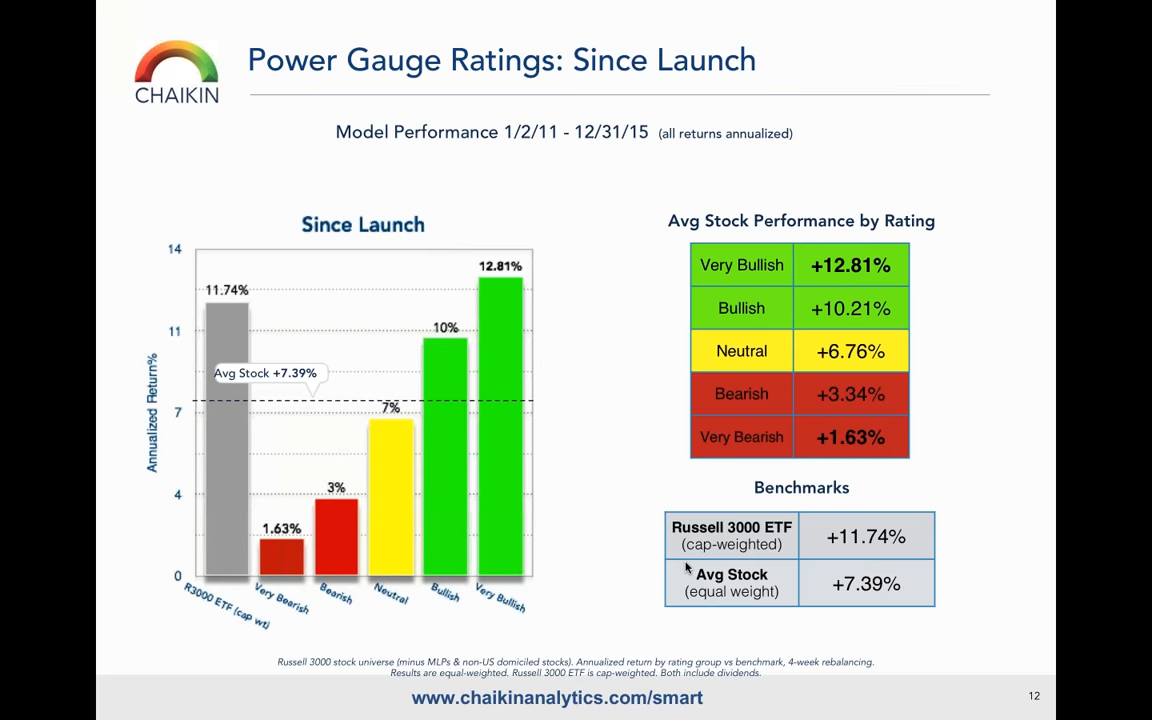 CHAIKIN
Power Gauge Ratings: Since Launch
Model Performance 1/2/11 - 12/31/15 (all returns annualized)
Since Launch
Annualized Return%
14
11
7
4
0
11.74%
1.63%
3%
7%
10%
12.81%
Avg Stock +7.39%
R3000 ETF (cap wt)
Very Bearish
Bearish
Neutral
Bullish
Very Bullish
Avg Stock Performance by Rating
Very Bullish +12.81%
Bullish +10.21%
Neutral +6.76%
Bearish +3.34%
Very Bearish +1.63%
Benchmarks
Russell 3000 ETF
(cap-weighted) +11.74%
Avg Stock
(equal weight) +7.39%
Russell 3000 stock universe (minus MLPs & non-US domiciled stocks). Annualized return by rating group vs benchmark, 4-week rebalancing.
Results are equal-weighted. Russell 3000 ETF is cap-weighted. Both include dividends.
www.chaikinanalytics.com/smart
12